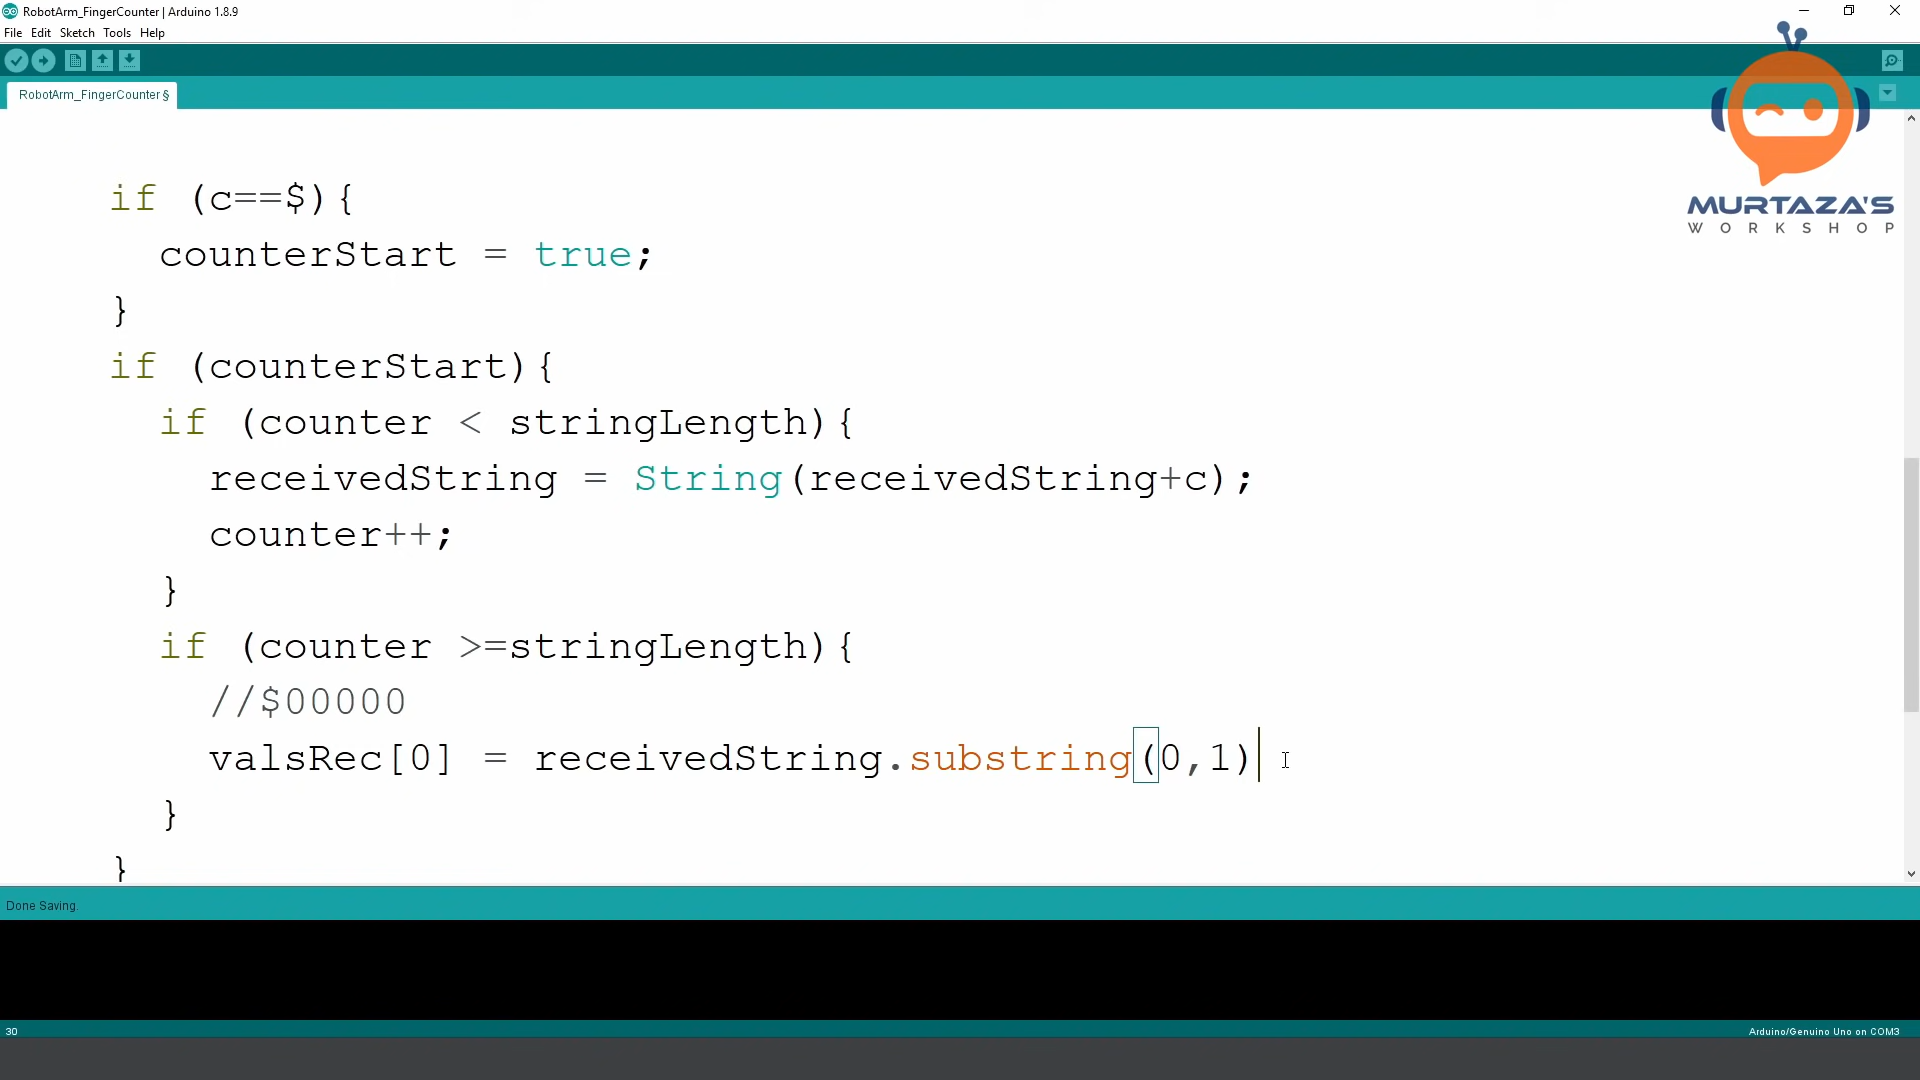 RobotArm_FingerCounter | Arduino 1.8.9
File Edit Sketch Tools Help
RobotArm_FingerCounter §
MURTAZA'S
WORKSHOP
if (c==$){
counterStart = true;
}
if (counterStart){
if (counter < stringLength){
receivedString = String(receivedString+c);
counter++;
}
if (counter >=stringLength){
//$00000
valsRec[0] = receivedString.substring(0,1)
}
}
Done Saving.
30
Arduino/Genuino Uno on COM3